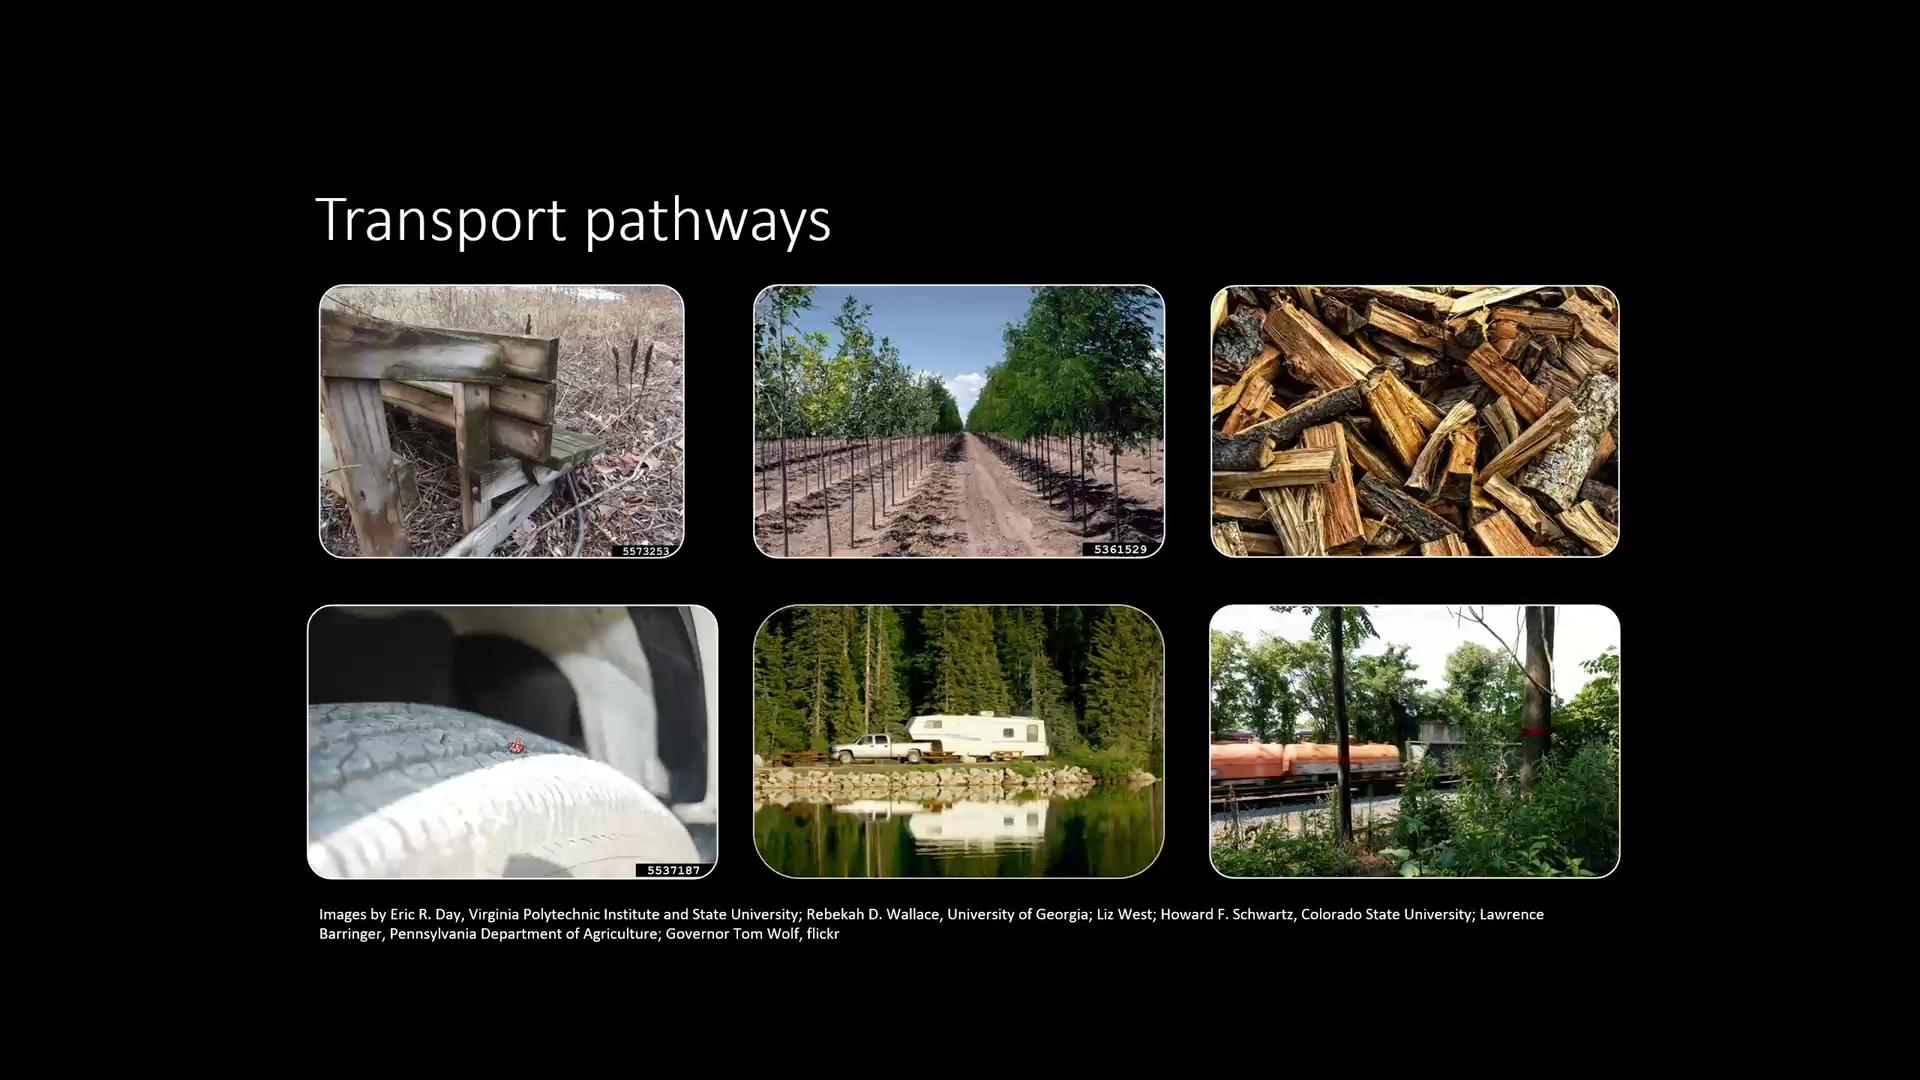 Transport pathways
5573253
5361529
5537187
Images by Eric R. Day, Virginia Polytechnic Institute and State University; Rebekah D. Wallace, University of Georgia; Liz West; Howard F. Schwartz, Colorado State University; Lawrence
Barringer, Pennsylvania Department of Agriculture; Governor Tom Wolf, flickr